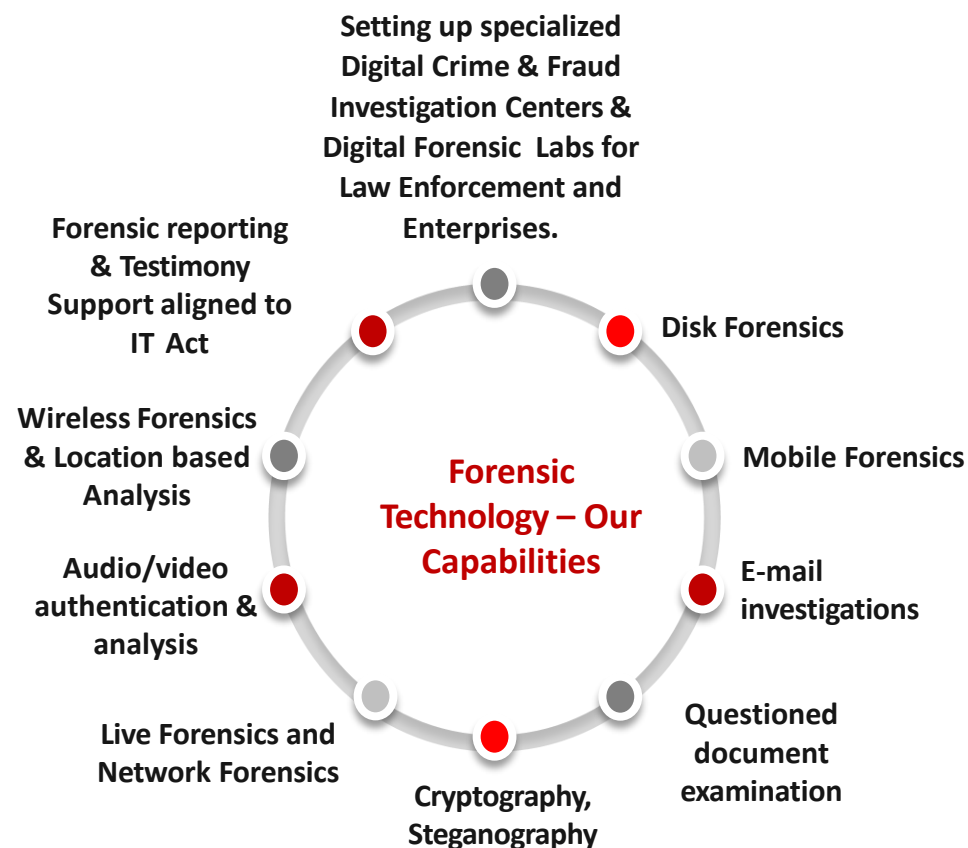 Setting up specialized
Digital Crime & Fraud
Investigation Centers &
Digital Forensic Labs for
Law Enforcement and
Enterprises.
Disk Forensics
Mobile Forensics
E-mail
investigations
Questioned
document
examination
Cryptography,
Steganography
Live Forensics and
Network Forensics
Audio/video
authentication &
analysis
Wireless Forensics
& Location based
Analysis
Forensic reporting
& Testimony
Support aligned to
IT Act
Forensic
Technology – Our
Capabilities